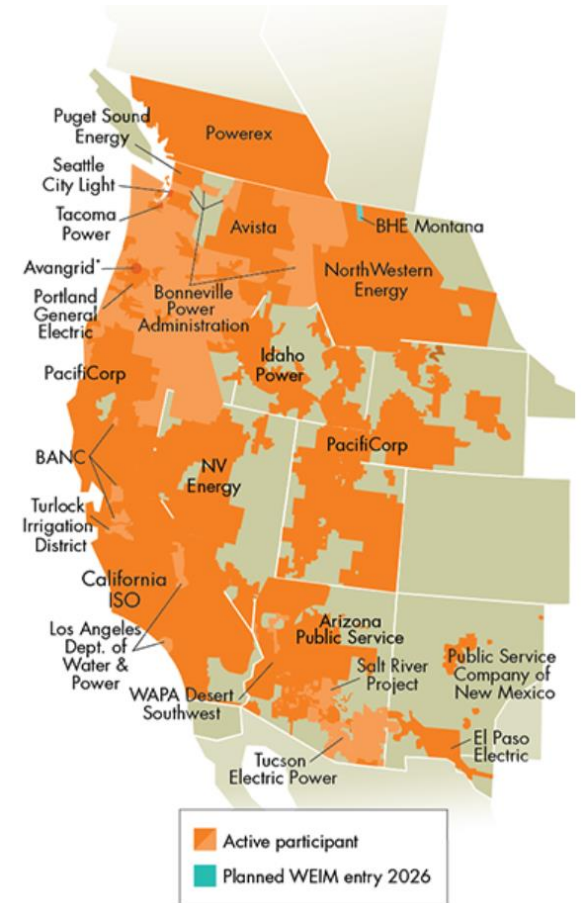 Puget Sound
Energy
Powerex
Seattle
City Light
Tacoma
Power
Avista
BHE Montana
Avangrid*
NorthWestern
Energy
Portland
General
Electric
Bonneville
Power
Administration
Idaho
Power
PacifiCorp
PacifiCorp
BANC
NV
Energy
Turlock
Irrigation
District
California
ISO
Arizona
Public Service
Los Angeles
Dept. of
Water &
Power
Salt River
Project
Public Service
Company of
New Mexico
WAPA Desert
Southwest
El Paso
Electric
Tucson
Electric Power
Active participant
Planned WEIM entry 2026